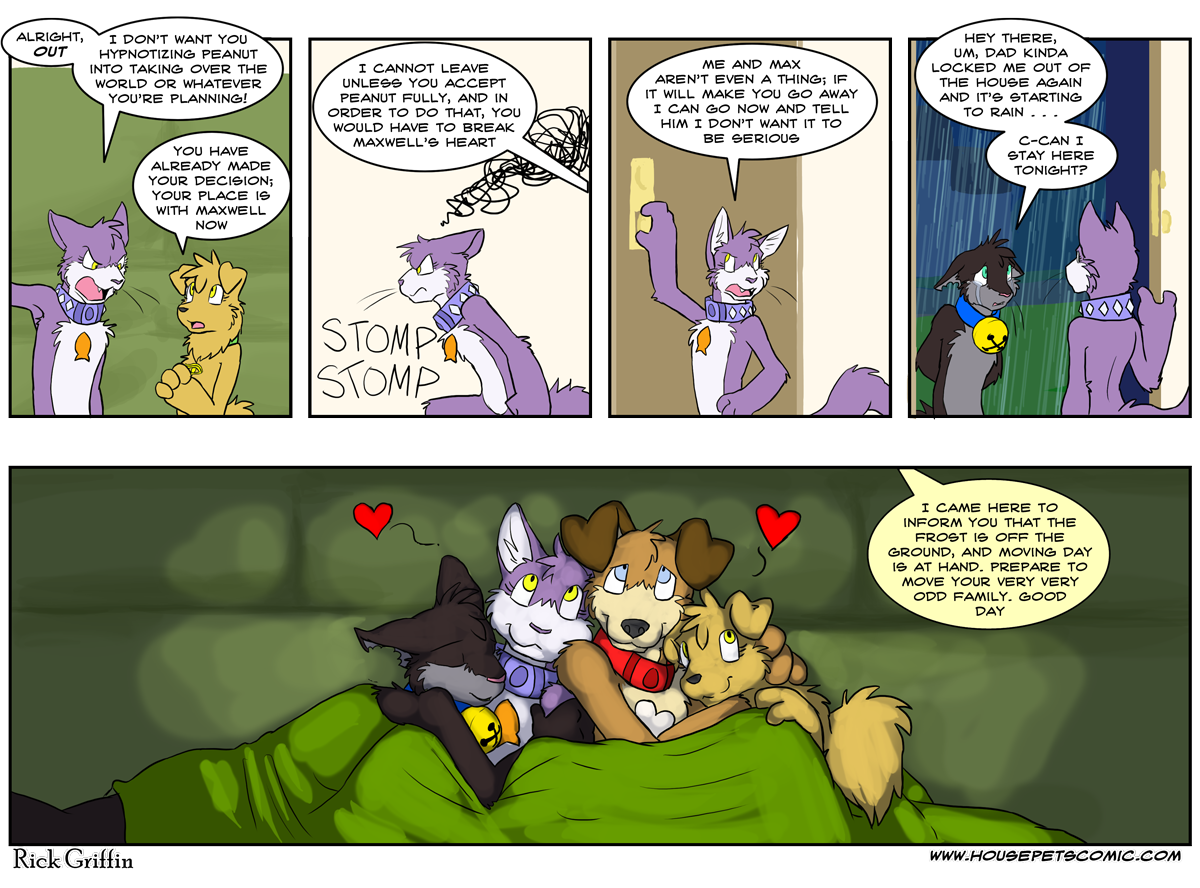 ALRIGHT,
OUT
I DON'T WANT YOU
HYPNOTIZING PEANUT
INTO TAKING OVER THE
WORLD OR WHATEVER
YOU'RE PLANNING!
YOU HAVE
ALREADY MADE
YOUR DECISION;
YOUR PLACE IS
WITH MAXWELL
NOW
I CANNOT LEAVE
UNLESS YOU ACCEPT
PEANUT FULLY, AND IN
ORDER TO DO THAT, YOU
WOULD HAVE TO BREAK
MAXWELL'S HEART
STOMP
STOMP
ME AND MAX
AREN'T EVEN A THING; IF
IT WILL MAKE YOU GO AWAY
I CAN GO NOW AND TELL
HIM I DON'T WANT IT TO
BE SERIOUS
HEY THERE,
UM, DAD KINDA
LOCKED ME OUT OF
THE HOUSE AGAIN
AND IT'S STARTING
TO RAIN . . .
C-CAN I
STAY HERE
TONIGHT?
I CAME HERE TO
INFORM YOU THAT THE
FROST IS OFF THE
GROUND, AND MOVING DAY
IS AT HAND. PREPARE TO
MOVE YOUR VERY VERY
ODD FAMILY. GOOD
DAY
Rick Griffin
WWW.HOUSEPETSCOMIC.COM